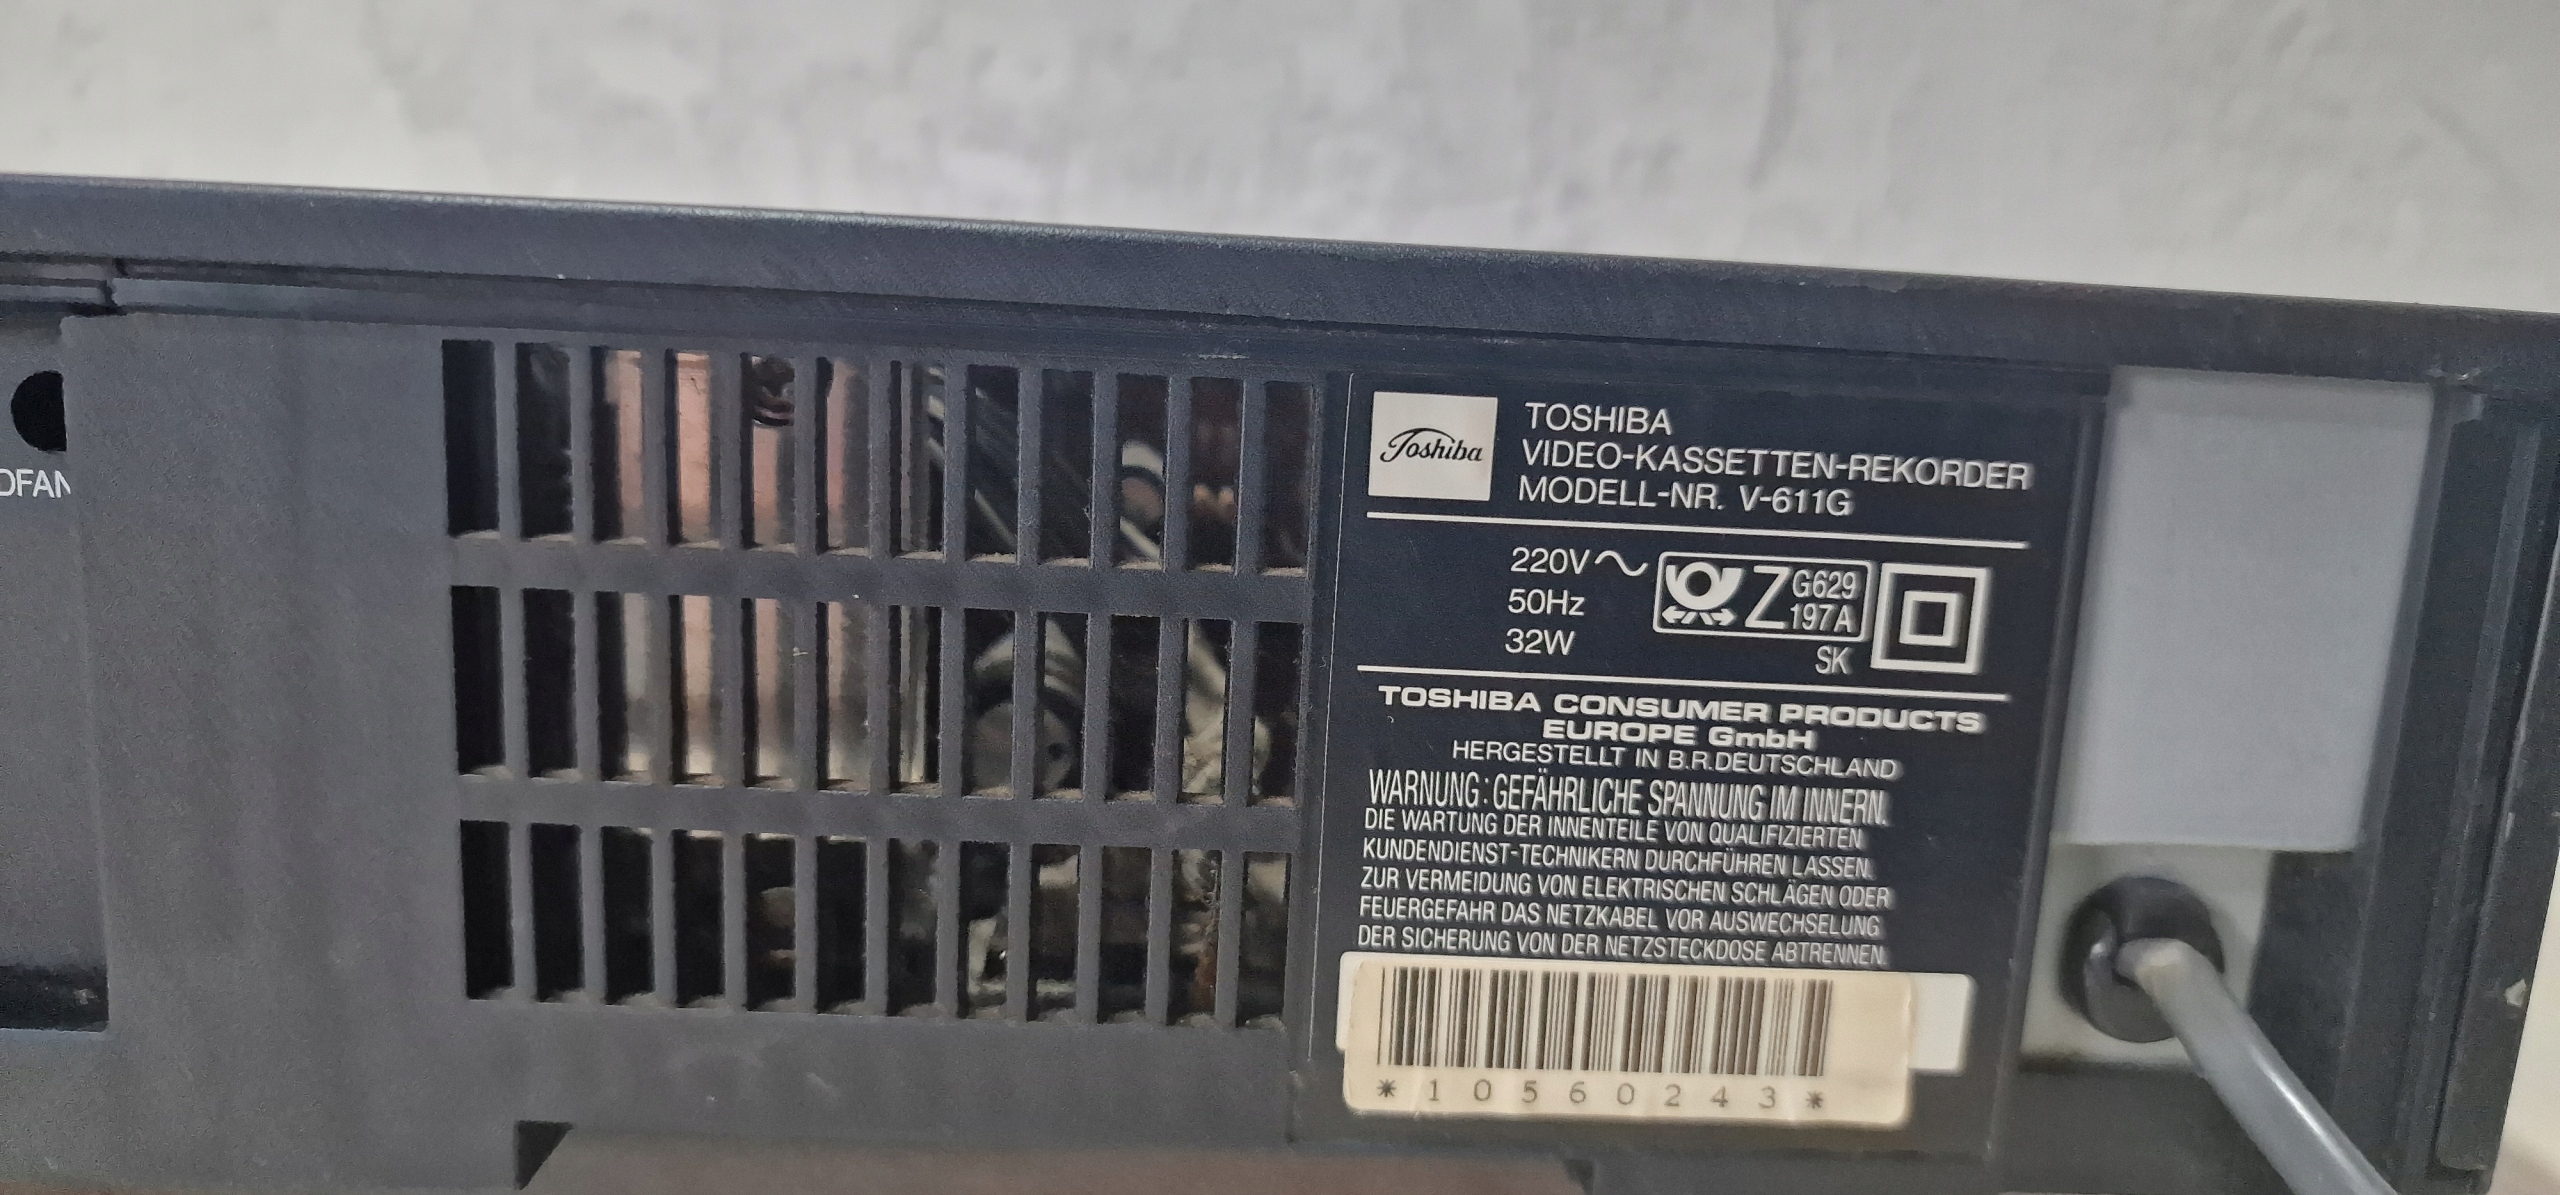 DFAN
Toshiba
TOSHIBA
VIDEO-KASSETTEN-REKORDER
MODELL-NR. V-611G
220V~
50Hz
32W
Z G629
197A
SK
TOSHIBA CONSUMER PRODUCTS
EUROPE GmbH
HERGESTELLT IN B.R.DEUTSCHLAND
WARNUNG: GEFÄHRLICHE SPANNUNG IM INNERN.
DIE WARTUNG DER INNENTEILE VON QUALIFIZIERTEN
KUNDENDIENST-TECHNIKERN DURCHFÜHREN LASSEN.
ZUR VERMEIDUNG VON ELEKTRISCHEN SCHLÄGEN ODER
FEUERGEFAHR DAS NETZKABEL VOR AUSWECHSELUNG
DER SICHERUNG VON DER NETZSTECKDOSE ABTRENNEN.
*10560243*